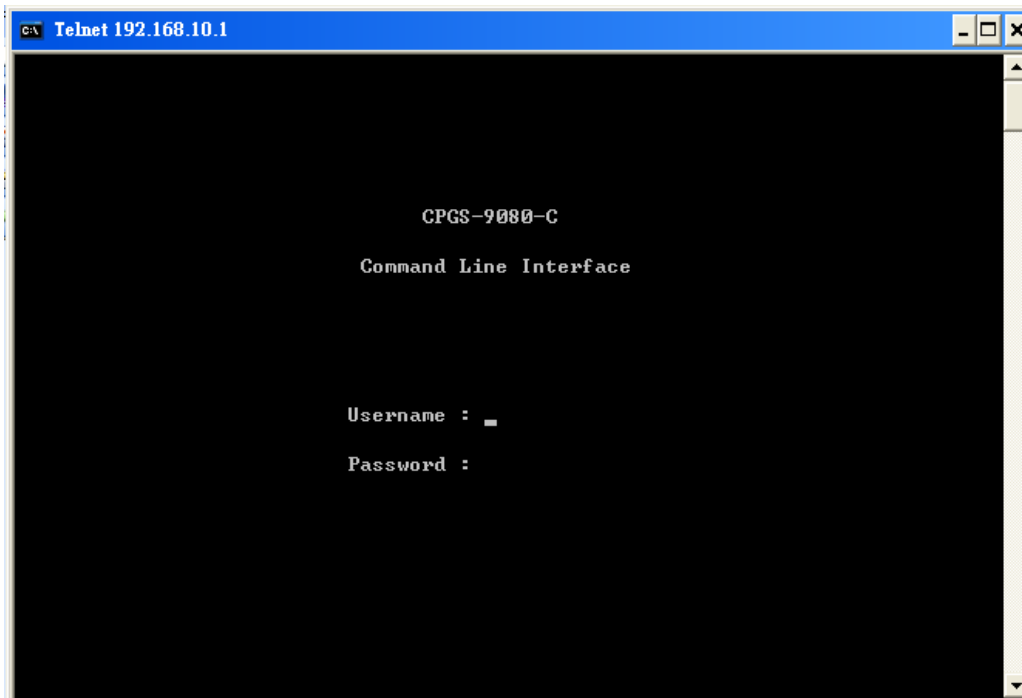 Telnet 192.168.10.1
CPGS-9080-C
Command Line Interface
Username : _
Password :